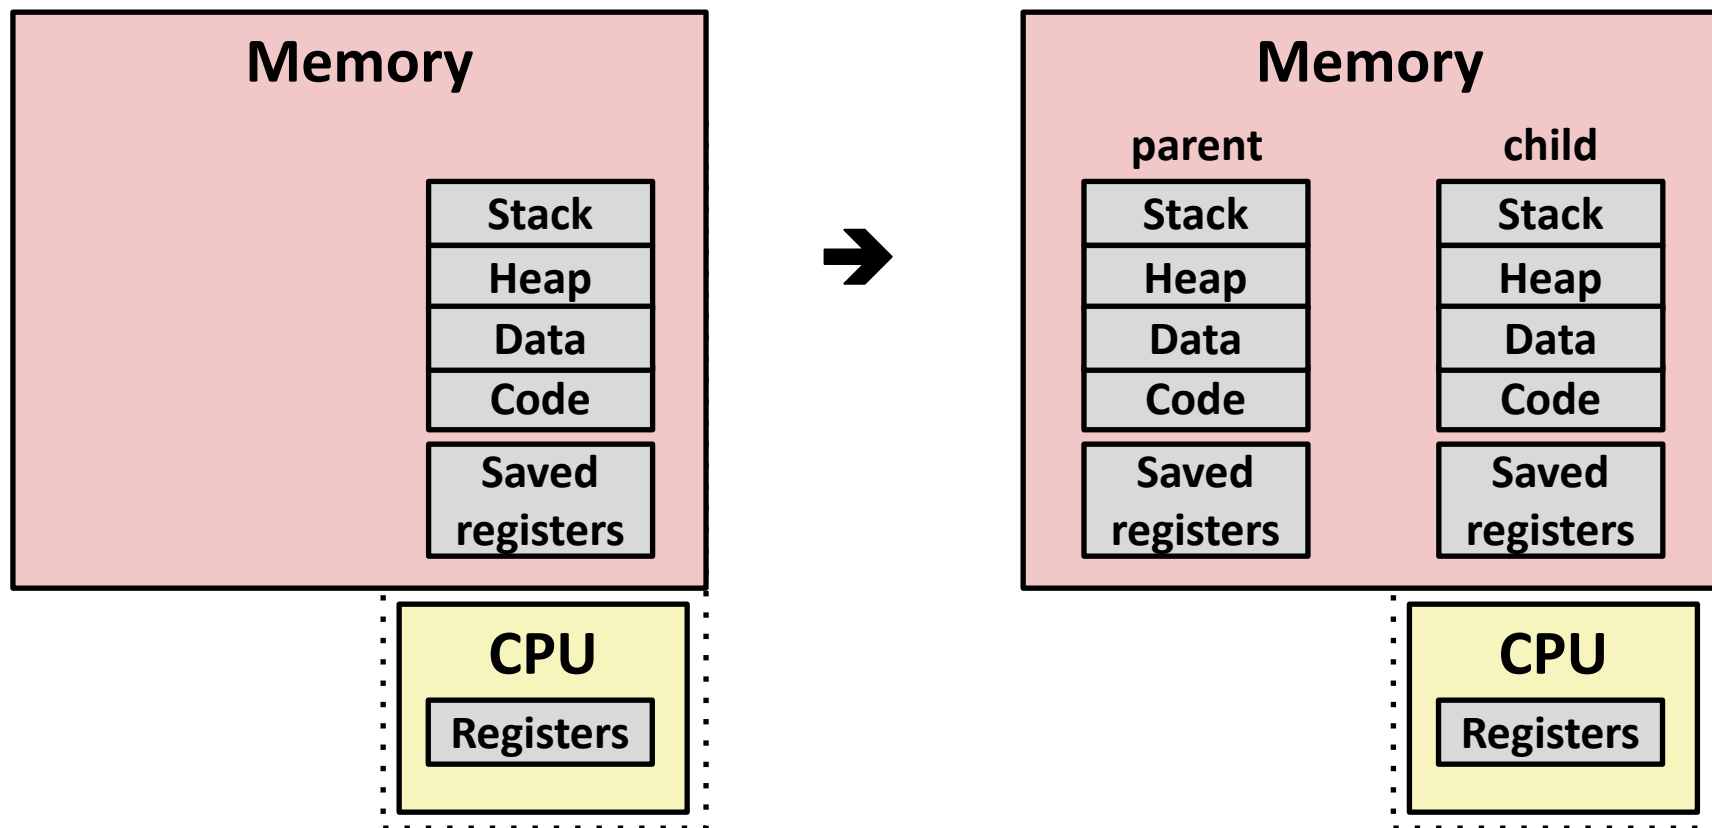 Memory
Stack
Heap
Data
Code
Saved
registers
CPU
Registers
➔
Memory
parent
child
Stack
Heap
Data
Code
Saved
registers
Stack
Heap
Data
Code
Saved
registers
CPU
Registers